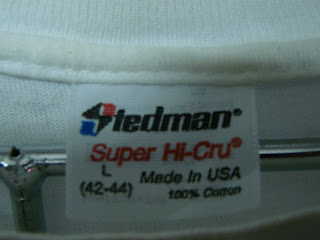 Stedman®
Super Hi-Cru®
L Made In USA
(42-44) 100% Cotton